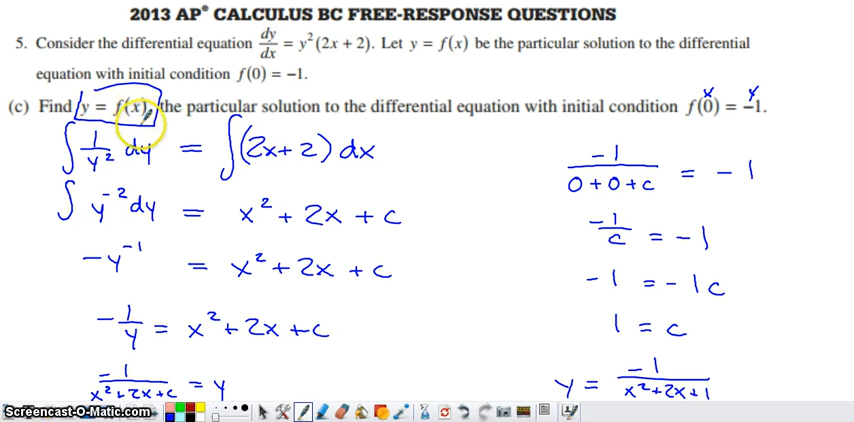 2013 AP® CALCULUS BC FREE-RESPONSE QUESTIONS
5. Consider the differential equation dy/dx = y²(2x + 2). Let y = f(x) be the particular solution to the differential
equation with initial condition f(0) = −1.
(c) Find y = f(x), the particular solution to the differential equation with initial condition f(0) = −1.
x y
∫ 1/y² dy = ∫(2x + 2) dx
∫ y⁻² dy = x² + 2x + c
−y⁻¹ = x² + 2x + c
−1/y = x² + 2x + c
−1/(x² + 2x + c) = y
−1/(0 + 0 + c) = −1
−1/c = −1
−1 = −1c
1 = c
y = −1/(x² + 2x + 1)
Screencast-O-Matic.com